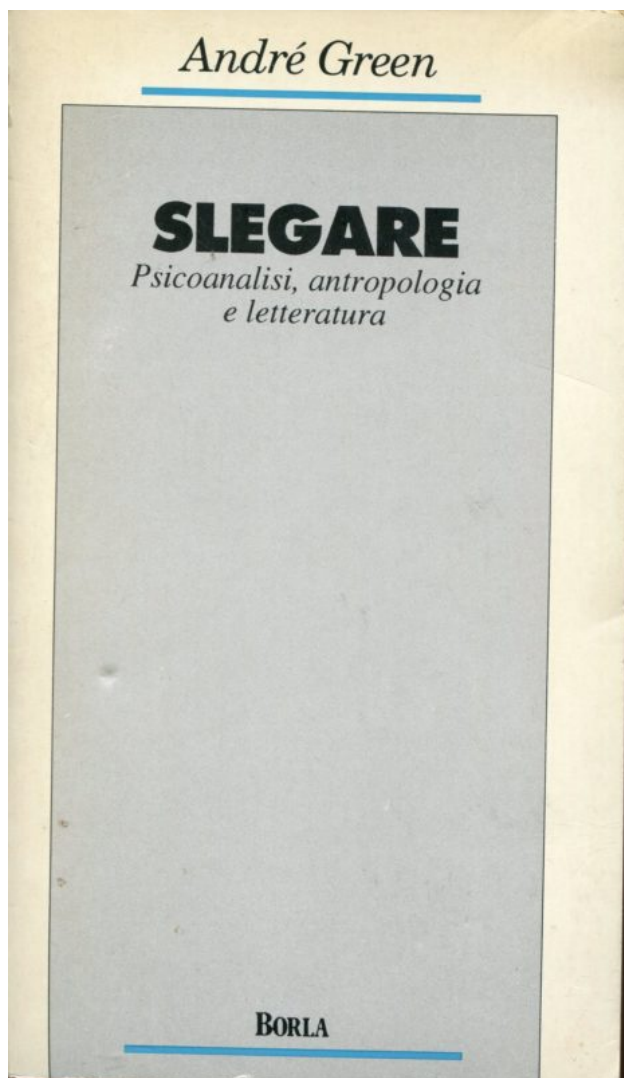 André Green
SLEGARE
Psicoanalisi, antropologia
e letteratura
BORLA